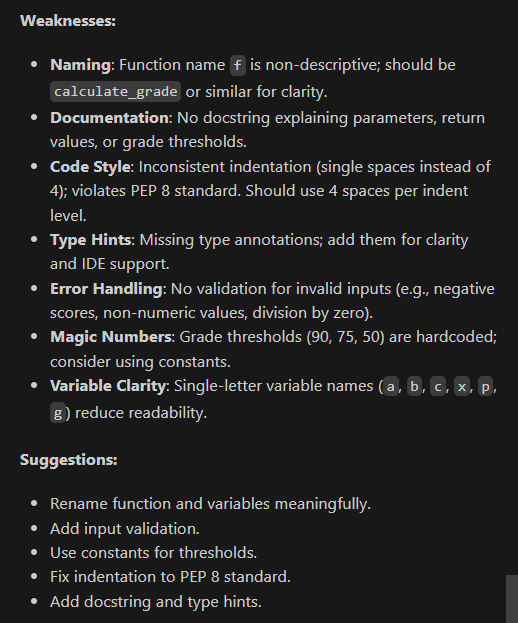 Weaknesses:
• Naming: Function name f is non-descriptive; should be
calculate_grade or similar for clarity.
• Documentation: No docstring explaining parameters, return
values, or grade thresholds.
• Code Style: Inconsistent indentation (single spaces instead of
4); violates PEP 8 standard. Should use 4 spaces per indent
level.
• Type Hints: Missing type annotations; add them for clarity
and IDE support.
• Error Handling: No validation for invalid inputs (e.g., negative
scores, non-numeric values, division by zero).
• Magic Numbers: Grade thresholds (90, 75, 50) are hardcoded;
consider using constants.
• Variable Clarity: Single-letter variable names (a, b, c, x, p,
g) reduce readability.
Suggestions:
• Rename function and variables meaningfully.
• Add input validation.
• Use constants for thresholds.
• Fix indentation to PEP 8 standard.
• Add docstring and type hints.